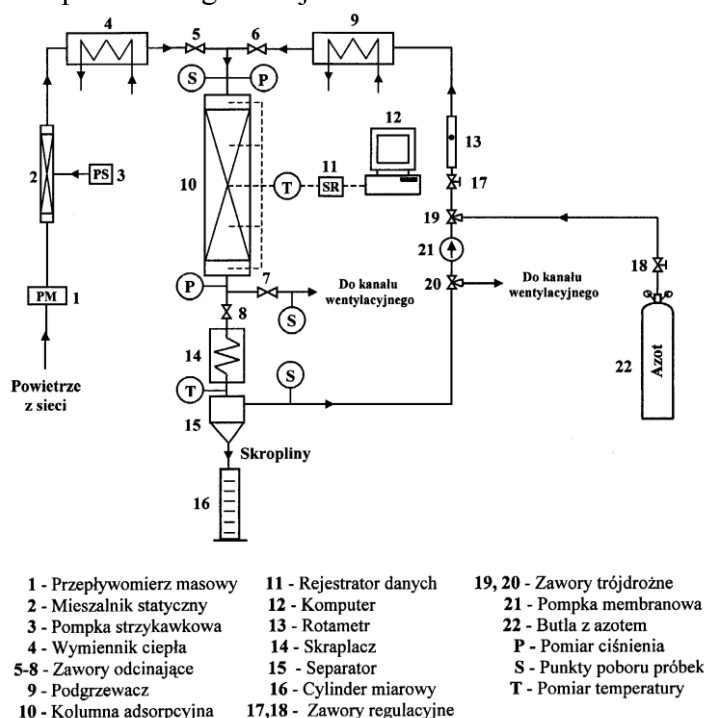 4
5
6
9
S
P
12
2
PS
3
10
T
11
SR
13
17
19
21
18
PM
1
P
7
Do kanału
wentylacyjnego
20
Do kanału
wentylacyjnego
8
S
14
Powietrze
z sieci
T
S
22
Azot
15
Skropliny
16
1 - Przepływomierz masowy
2 - Mieszalnik statyczny
3 - Pompka strzykawkowa
4 - Wymiennik ciepła
5-8 - Zawory odcinające
9 - Podgrzewacz
10 - Kolumna adsorpcyjna
11 - Rejestrator danych
12 - Komputer
13 - Rotametr
14 - Skraplacz
15 - Separator
16 - Cylinder miarowy
17,18 - Zawory regulacyjne
19, 20 - Zawory trójdrożne
21 - Pompka membranowa
22 - Butla z azotem
P - Pomiar ciśnienia
S - Punkty poboru próbek
T - Pomiar temperatury